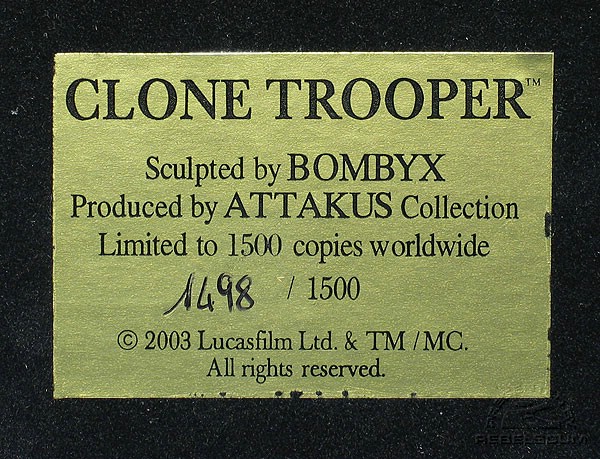 CLONE TROOPER™
Sculpted by BOMBYX
Produced by ATTAKUS Collection
Limited to 1500 copies worldwide
1498 / 1500
© 2003 Lucasfilm Ltd. & TM / MC.
All rights reserved.
REBELSCUM